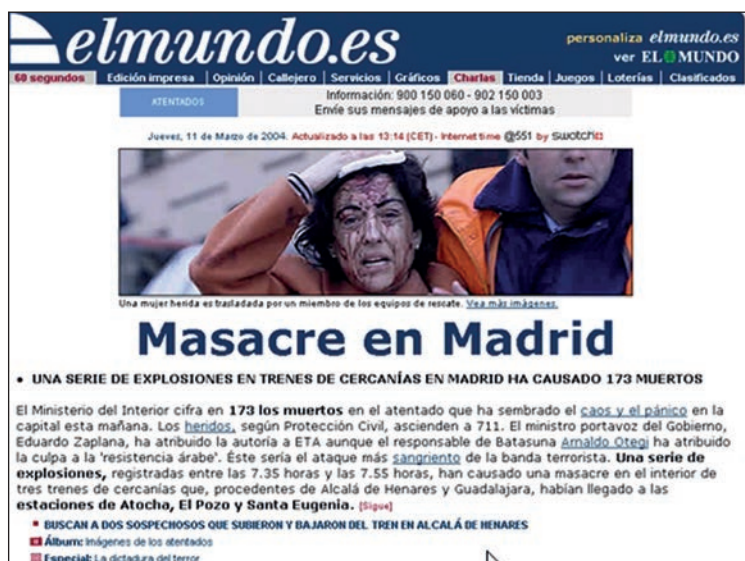 elmundo.es
personaliza elmundo.es
ver EL MUNDO
60 segundos | Edición impresa | Opinión | Callejero | Servicios | Gráficos | Charlas | Tienda | Juegos | Loterías | Clasificados
ATENTADOS
Información: 900 150 060 - 902 150 003
Envíe sus mensajes de apoyo a las víctimas
Jueves, 11 de Marzo de 2004. Actualizado a las 13:14 (CET) - Internet time @551 by swatch
Una mujer herida es trasladada por un miembro de los equipos de rescate. Vea más imágenes.
Masacre en Madrid
• UNA SERIE DE EXPLOSIONES EN TRENES DE CERCANÍAS EN MADRID HA CAUSADO 173 MUERTOS
El Ministerio del Interior cifra en 173 los muertos en el atentado que ha sembrado el caos y el pánico en la
capital esta mañana. Los heridos, según Protección Civil, ascienden a 711. El ministro portavoz del Gobierno,
Eduardo Zaplana, ha atribuido la autoría a ETA aunque el responsable de Batasuna Arnaldo Otegi ha atribuido
la culpa a la 'resistencia árabe'. Éste sería el ataque más sangriento de la banda terrorista. Una serie de
explosiones, registradas entre las 7.35 horas y las 7.55 horas, han causado una masacre en el interior de
tres trenes de cercanías que, procedentes de Alcalá de Henares y Guadalajara, habían llegado a las
estaciones de Atocha, El Pozo y Santa Eugenia. [Sigue]
BUSCAN A DOS SOSPECHOSOS QUE SUBIERON Y BAJARON DEL TREN EN ALCALÁ DE HENARES
Álbum: Imágenes de los atentados
Especial: La dictadura del terror